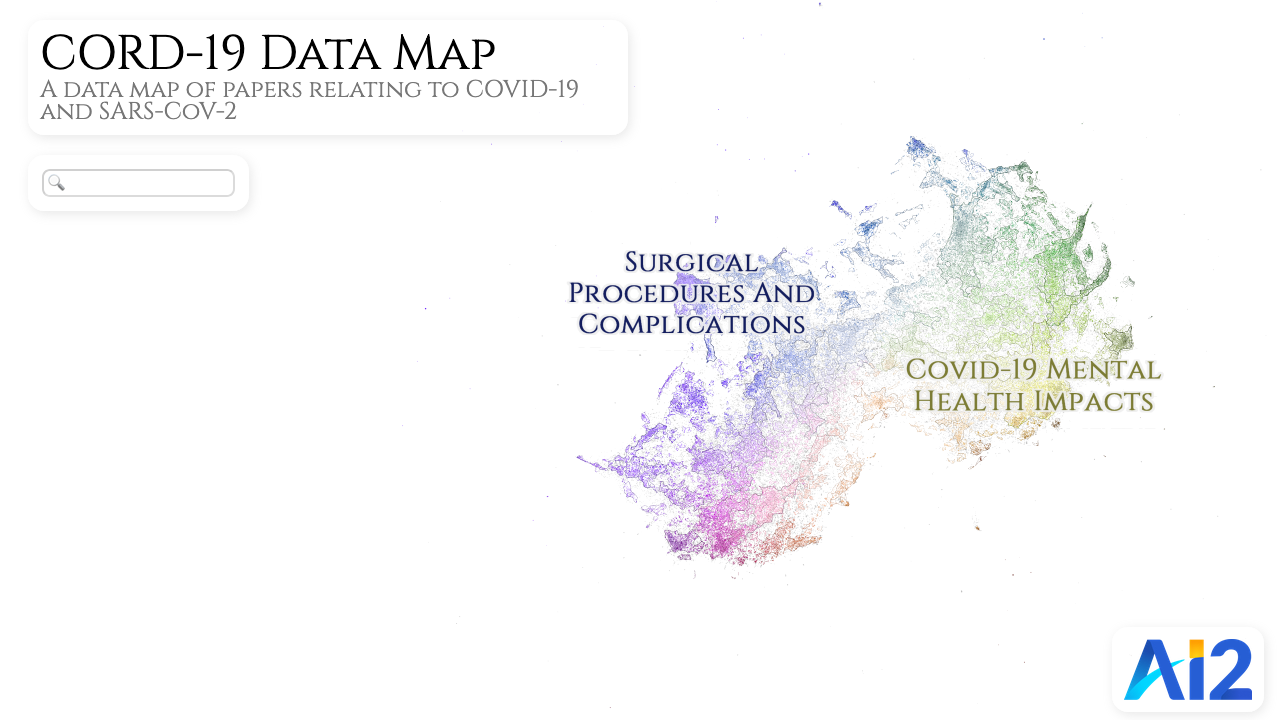 CORD-19 Data Map
A data map of papers relating to COVID-19
and SARS-CoV-2
Surgical
Procedures And
Complications
Covid-19 Mental
Health Impacts
Ai2